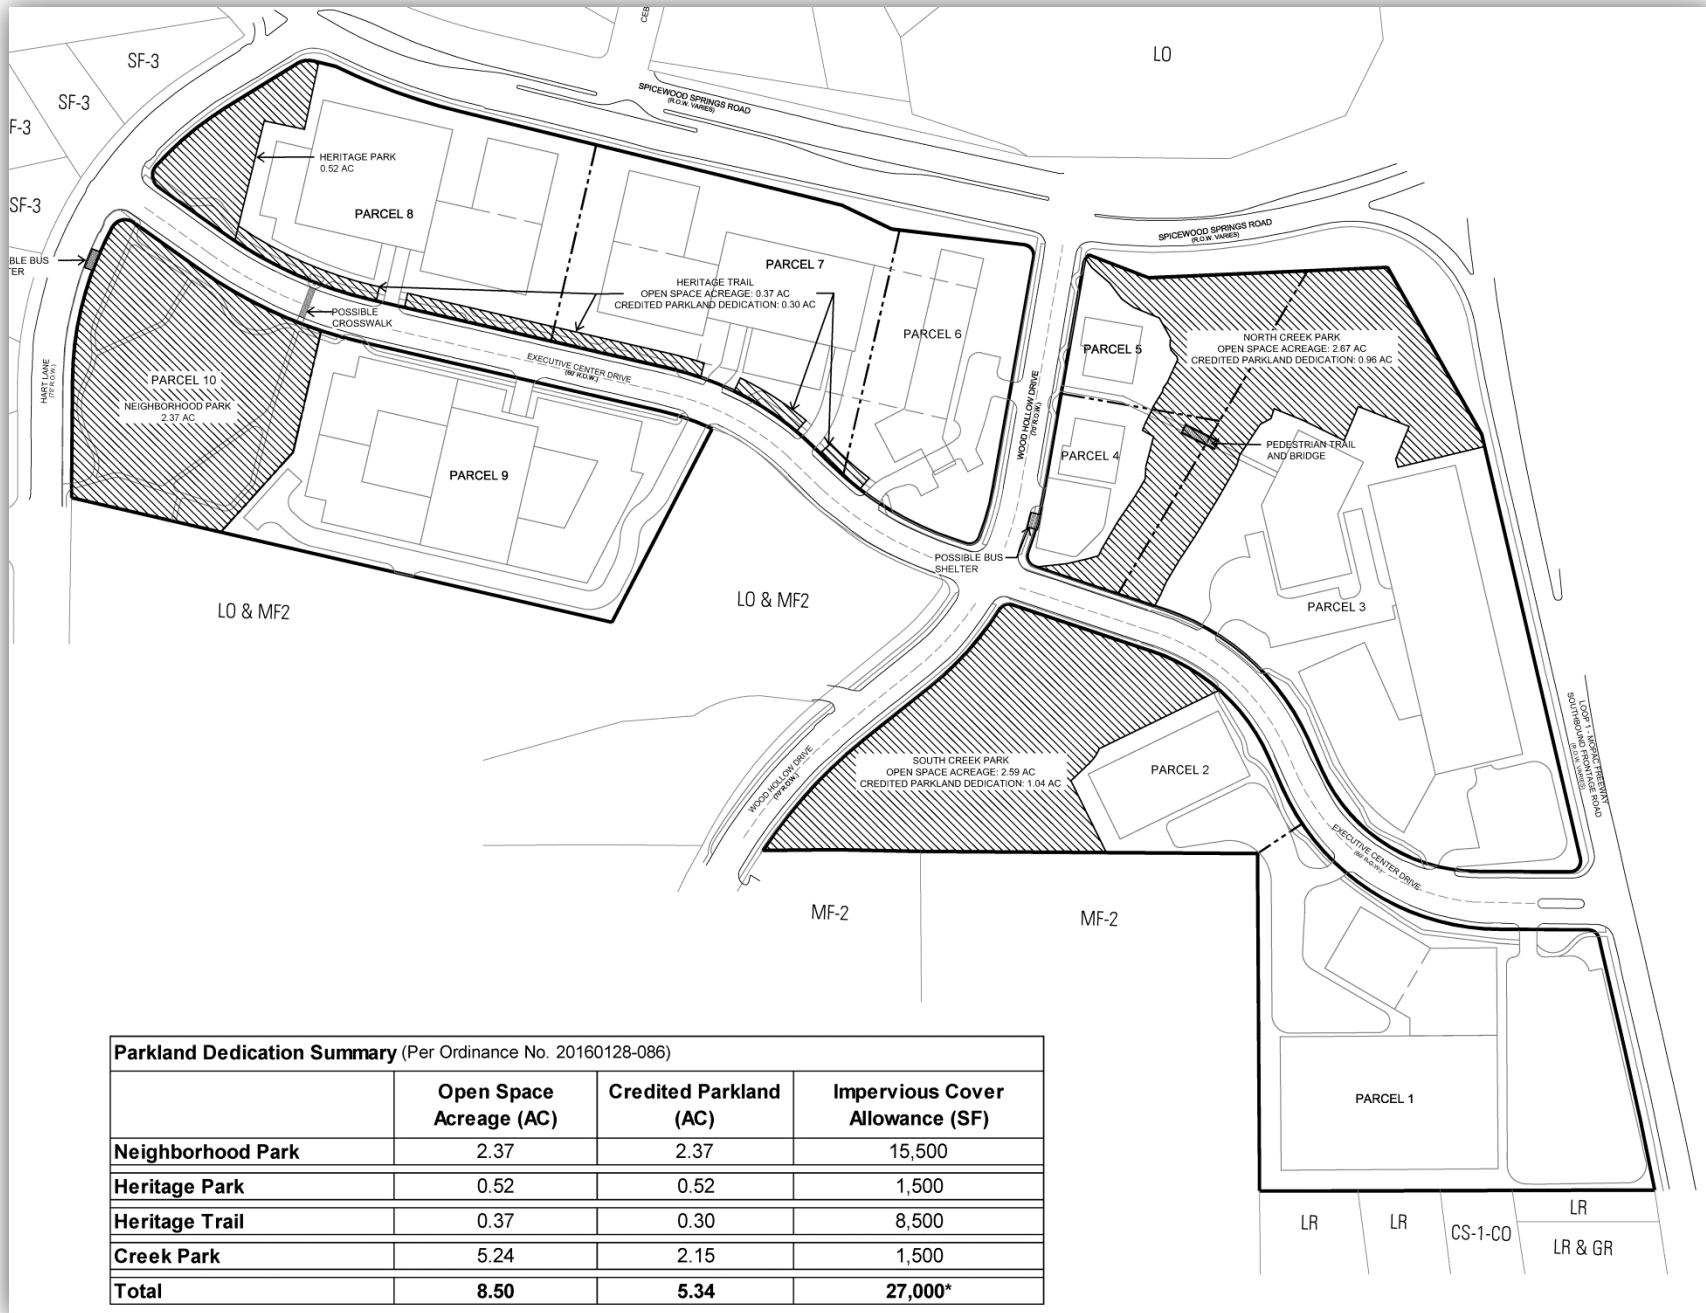 CEB
LO
SF-3
SPICEWOOD SPRINGS ROAD
(R.O.W. VARIES)
SF-3
F-3
HERITAGE PARK
0.52 AC
SF-3
PARCEL 8
SPICEWOOD SPRINGS ROAD
(R.O.W. VARIES)
BLE BUS
TER
PARCEL 7
HERITAGE TRAIL
OPEN SPACE ACREAGE: 0.37 AC
CREDITED PARKLAND DEDICATION: 0.30 AC
POSSIBLE
CROSSWALK
PARCEL 6
PARCEL 5
NORTH CREEK PARK
OPEN SPACE ACREAGE: 2.67 AC
CREDITED PARKLAND DEDICATION: 0.96 AC
EXECUTIVE CENTER DRIVE
(60' R.O.W.)
HART LANE
(70' R.O.W.)
PARCEL 10
NEIGHBORHOOD PARK
2.37 AC
WOOD HOLLOW DRIVE
(70' R.O.W.)
PEDESTRIAN TRAIL
AND BRIDGE
PARCEL 4
PARCEL 9
POSSIBLE BUS
SHELTER
LO & MF2
LO & MF2
PARCEL 3
LOOP 1 - MOPAC FREEWAY
SOUTHBOUND FRONTAGE ROAD
(R.O.W. VARIES)
SOUTH CREEK PARK
OPEN SPACE ACREAGE: 2.59 AC
CREDITED PARKLAND DEDICATION: 1.04 AC
PARCEL 2
WOOD HOLLOW DRIVE
(70' R.O.W.)
EXECUTIVE CENTER DRIVE
(60' R.O.W.)
MF-2
MF-2
PARCEL 1
LR
LR
CS-1-CO
LR
LR & GR
Parkland Dedication Summary (Per Ordinance No. 20160128-086)
Open Space Acreage (AC) Credited Parkland (AC) Impervious Cover Allowance (SF)
Neighborhood Park 2.37 2.37 15,500
Heritage Park 0.52 0.52 1,500
Heritage Trail 0.37 0.30 8,500
Creek Park 5.24 2.15 1,500
Total 8.50 5.34 27,000*